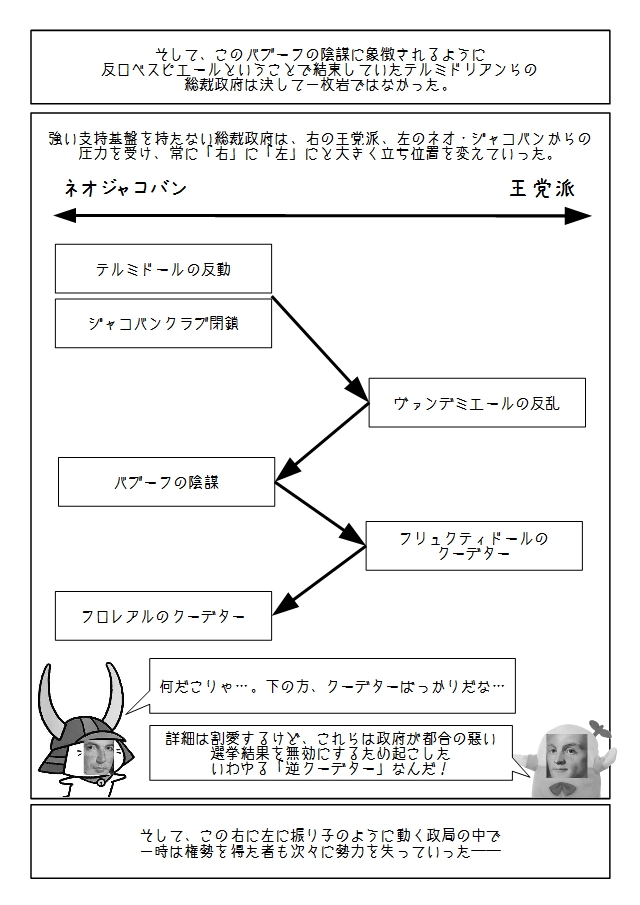 そして、このバブーフの陰謀に象徴されるように
反ロベスピエールということで結束していたテルミドリアンらの
総裁政府は決して一枚岩ではなかった。
強い支持基盤を持たない総裁政府は、右の王党派、左のネオ・ジャコバンからの
圧力を受け、常に「右」に「左」にと大きく立ち位置を変えていった。
ネオジャコバン
王党派
テルミドールの反動
ジャコバンクラブ閉鎖
ヴァンデミエールの反乱
バブーフの陰謀
フリュクティドールの
クーデター
フロレアルのクーデター
何だこりゃ…。下の方、クーデターばっかりだな…
詳細は割愛するけど、これらは政府が都合の悪い
選挙結果を無効にするため起こした
いわゆる「逆クーデター」なんだ！
そして、この右に左に振り子のように動く政局の中で
一時は権勢を得た者も次々に勢力を失っていった――